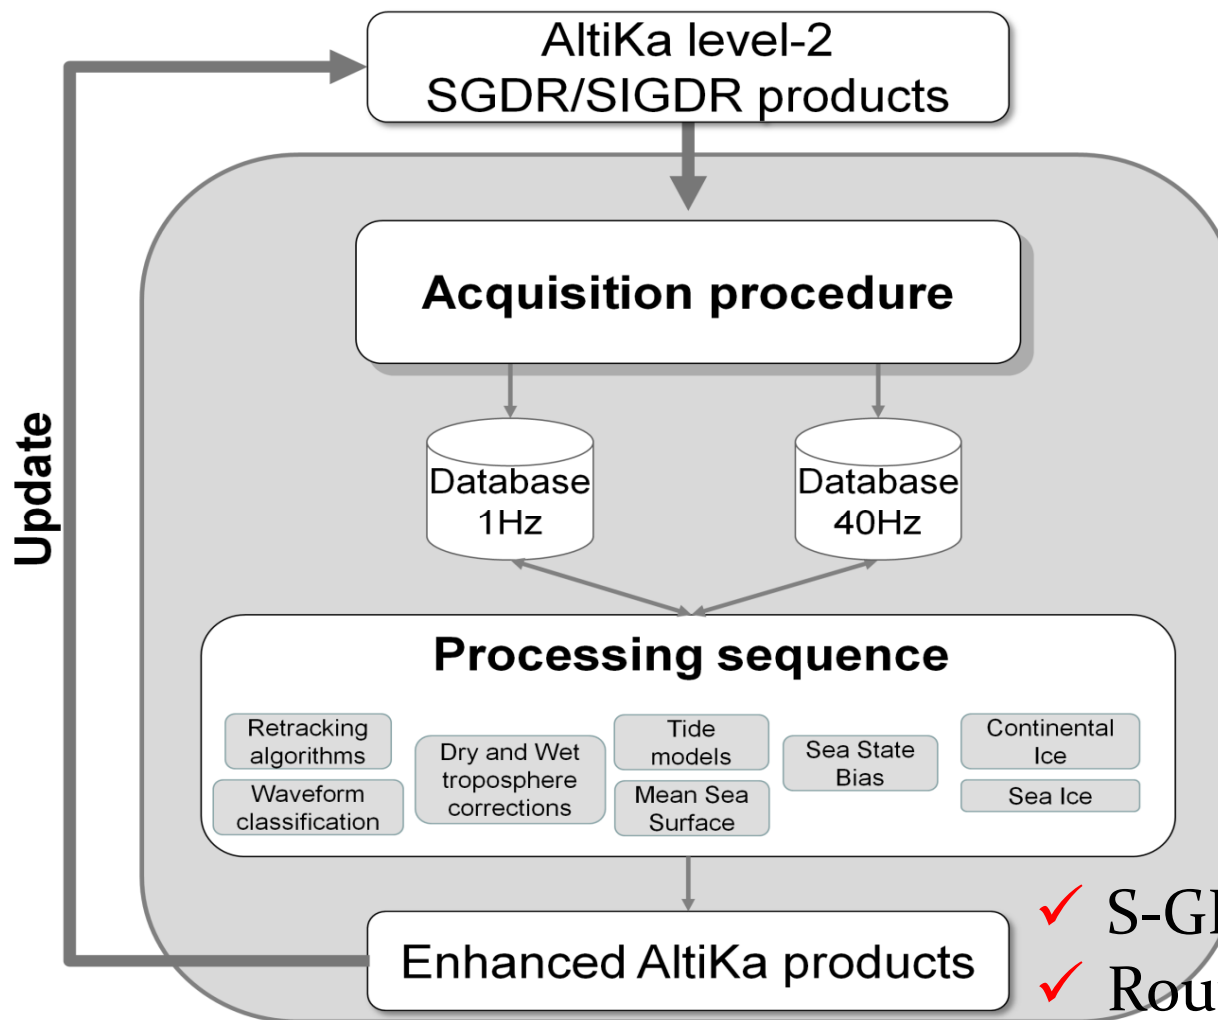 AltiKa level-2
SGDR/SIGDR products
Acquisition procedure
Update
Database
1Hz
Database
40Hz
Processing sequence
Retracking
algorithms
Waveform
classification
Dry and Wet
troposphere
corrections
Tide
models
Mean Sea
Surface
Sea State
Bias
Continental
Ice
Sea Ice
Enhanced AltiKa products
✓
✓